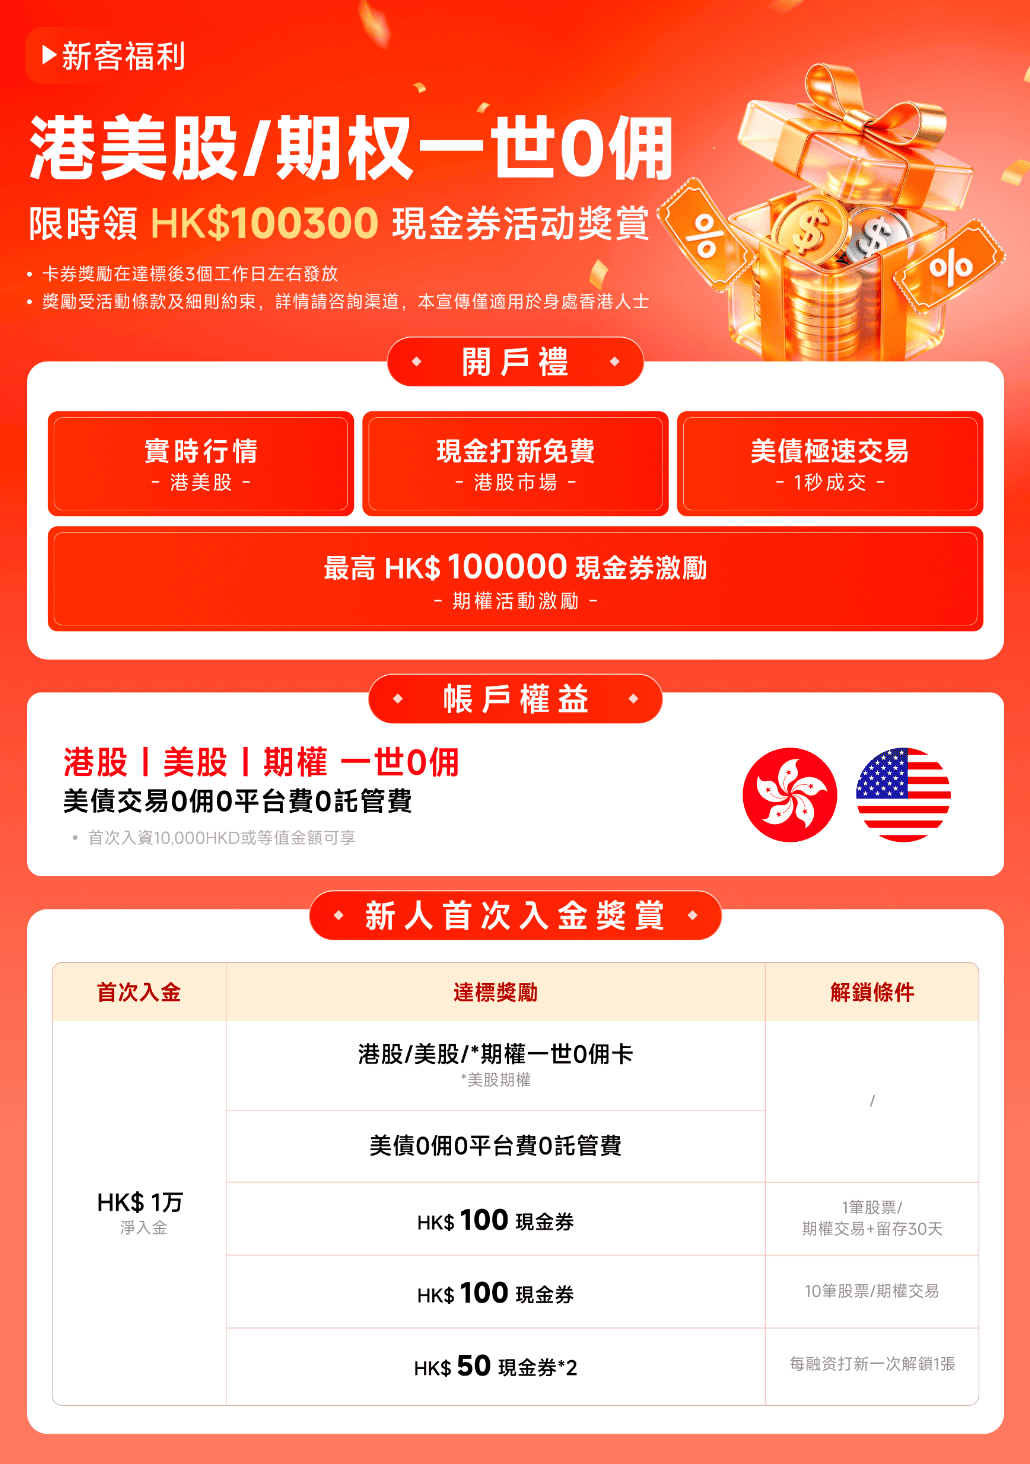 新客福利
港美股/期权一世0佣
限時領 HK$100300 現金券活动獎賞
• 卡券獎勵在達標後3個工作日左右發放
• 獎勵受活動條款及細則約束，詳情請咨詢渠道，本宣傳僅適用於身處香港人士
% %
$ $
開戶禮
實時行情
- 港美股 -
現金打新免費
- 港股市場 -
美債極速交易
- 1秒成交 -
最高 HK$ 100000 現金券激勵
- 期權活動激勵 -
帳戶權益
港股 | 美股 | 期權 一世0佣
美債交易0佣0平台費0託管費
• 首次入資10,000HKD或等值金額可享
新人首次入金獎賞
首次入金 達標獎勵 解鎖條件
港股/美股/*期權一世0佣卡
*美股期權
/
美債0佣0平台費0託管費
HK$ 1万
淨入金
HK$ 100 現金券
1筆股票/
期權交易+留存30天
HK$ 100 現金券
10筆股票/期權交易
HK$ 50 現金券*2
每融资打新一次解鎖1張